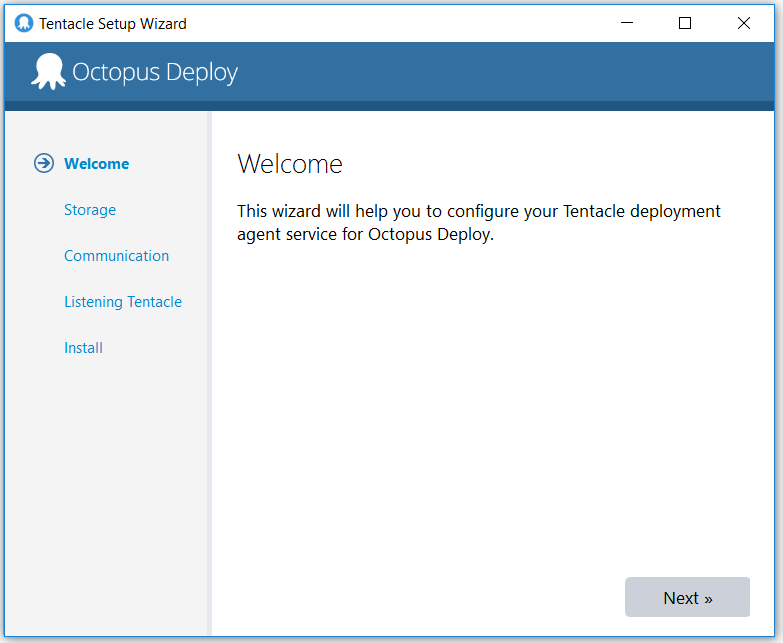 Tentacle Setup Wizard
Octopus Deploy
Welcome
Storage
Communication
Listening Tentacle
Install
Welcome
This wizard will help you to configure your Tentacle deployment
agent service for Octopus Deploy.
Next »